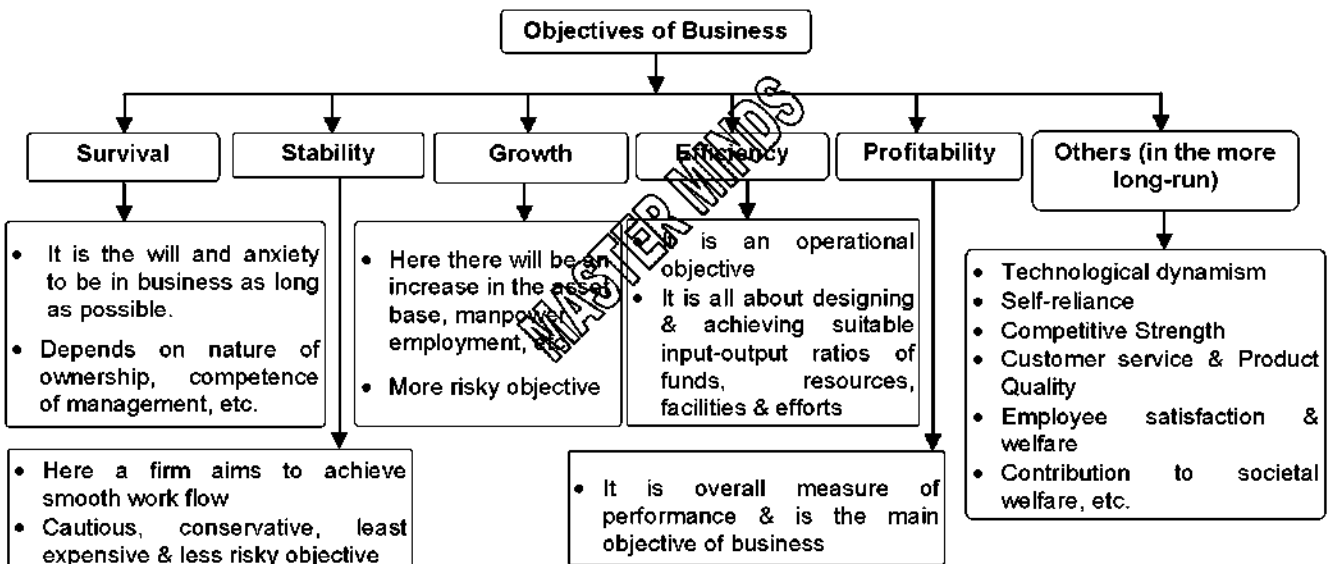 Objectives of Business
Survival
Stability
Growth
Efficiency
Profitability
Others (in the more
long-run)
• It is the will and anxiety
to be in business as long
as possible.
• Depends on nature of
ownership, competence
of management, etc.
• Here a firm aims to achieve
smooth work flow
• Cautious, conservative, least
expensive & less risky objective
• Here there will be an
increase in the asset
base, manpower
employment, etc
• More risky objective
• It is an operational
objective
• It is all about designing
& achieving suitable
input-output ratios of
funds, resources,
facilities & efforts
• It is overall measure of
performance & is the main
objective of business
• Technological dynamism
• Self-reliance
• Competitive Strength
• Customer service & Product
Quality
• Employee satisfaction &
welfare
• Contribution to societal
welfare, etc.
MASTER MINDS